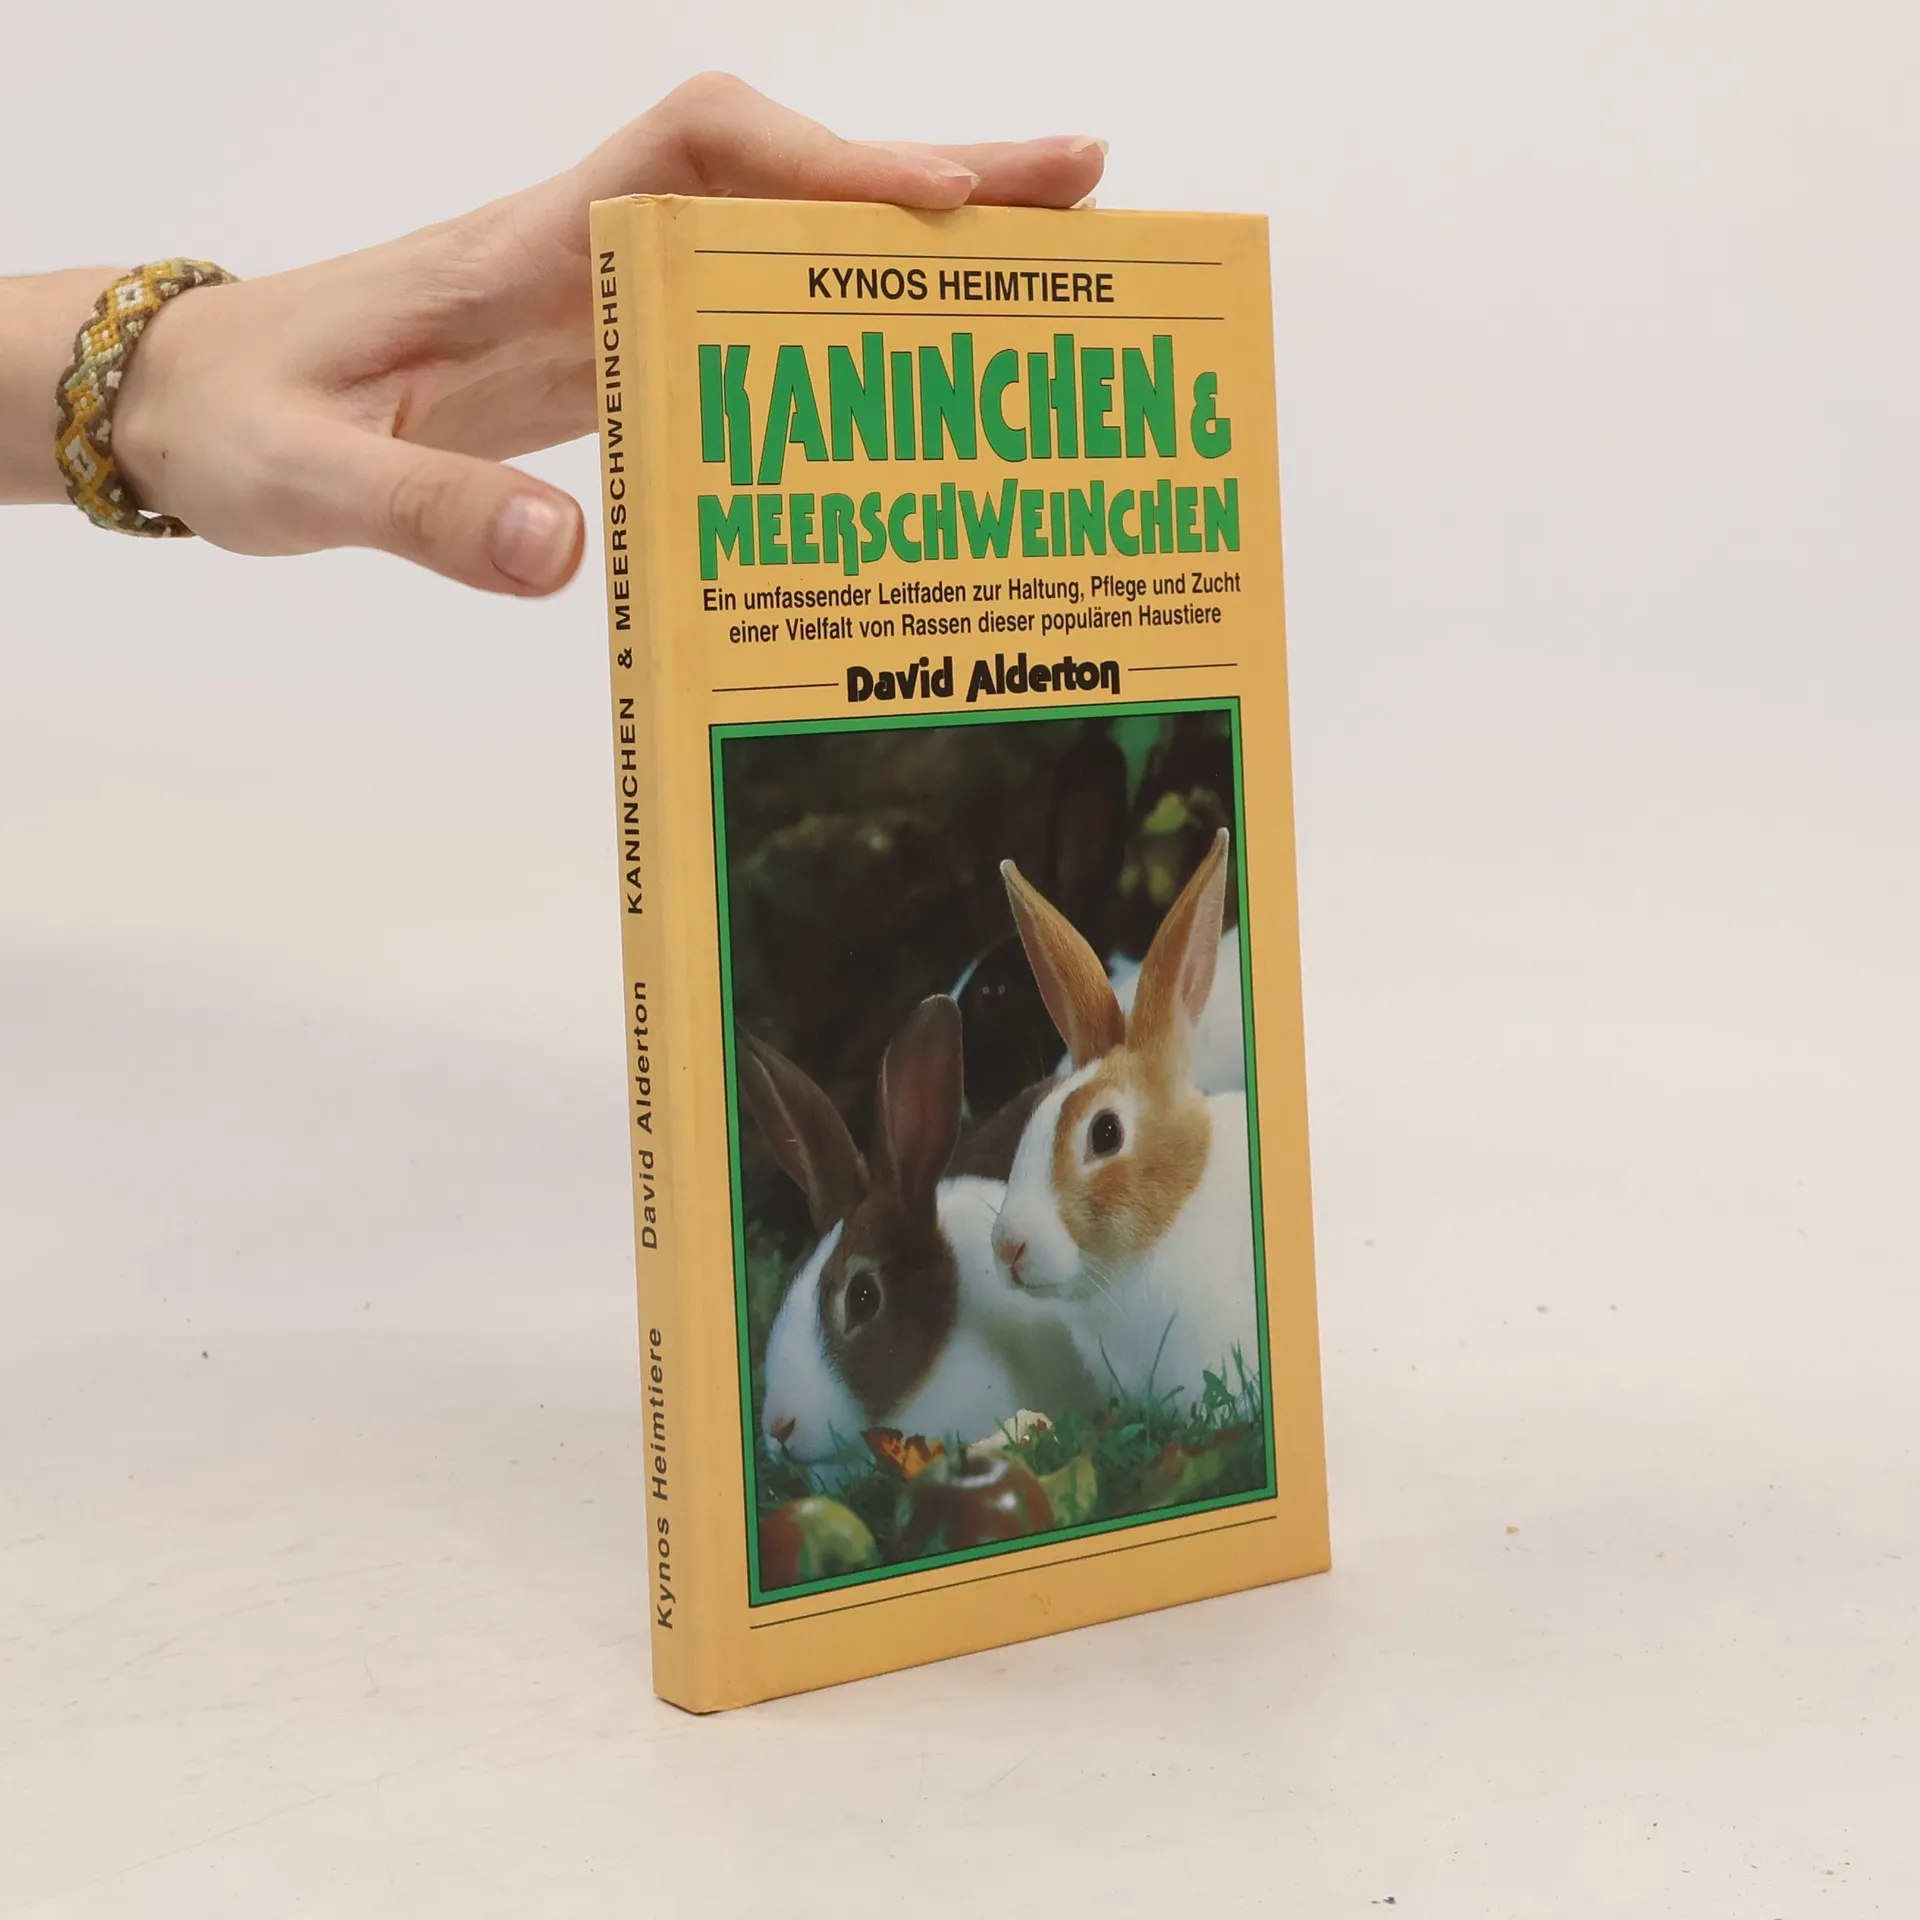 KYNOS HEIMTIERE
KANINCHEN &
MEERSCHWEINCHEN
Ein umfassender Leitfaden zur Haltung, Pflege und Zucht
einer Vielfalt von Rassen dieser populären Haustiere
David Alderton
Kynos Heimtiere David Alderton KANINCHEN & MEERSCHWEINCHEN